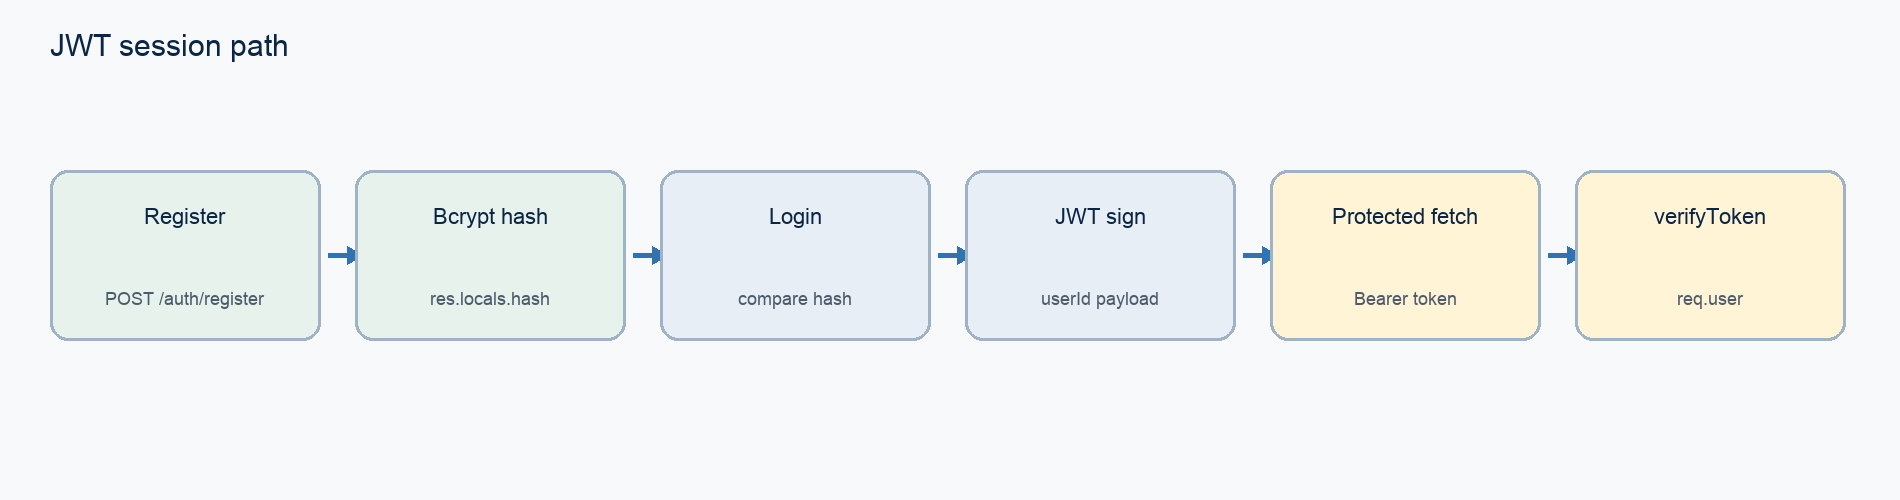 JWT session path
Register
POST /auth/register
Bcrypt hash
res.locals.hash
Login
compare hash
JWT sign
userId payload
Protected fetch
Bearer token
verifyToken
req.user